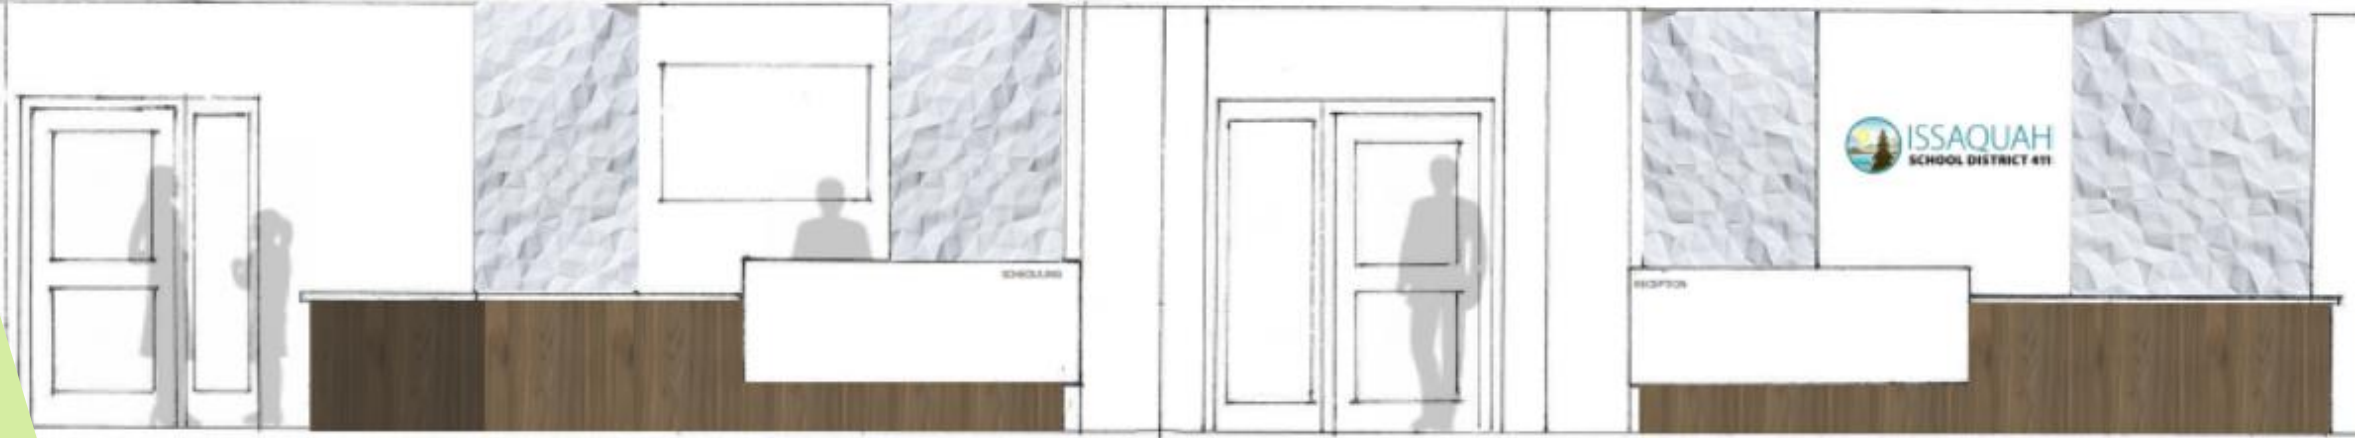 SCHEDULING
RECEPTION
ISSAQUAH
SCHOOL DISTRICT 411